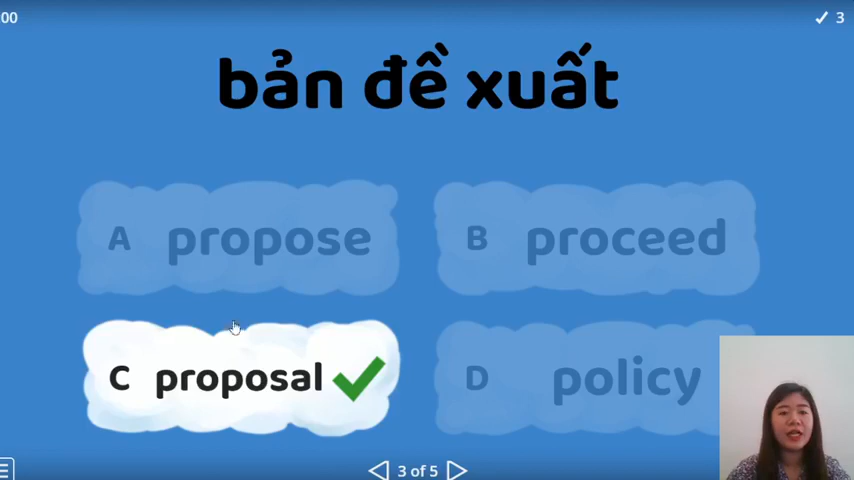 00
3
bản đề xuất
A propose
B proceed
C proposal
D policy
3 of 5